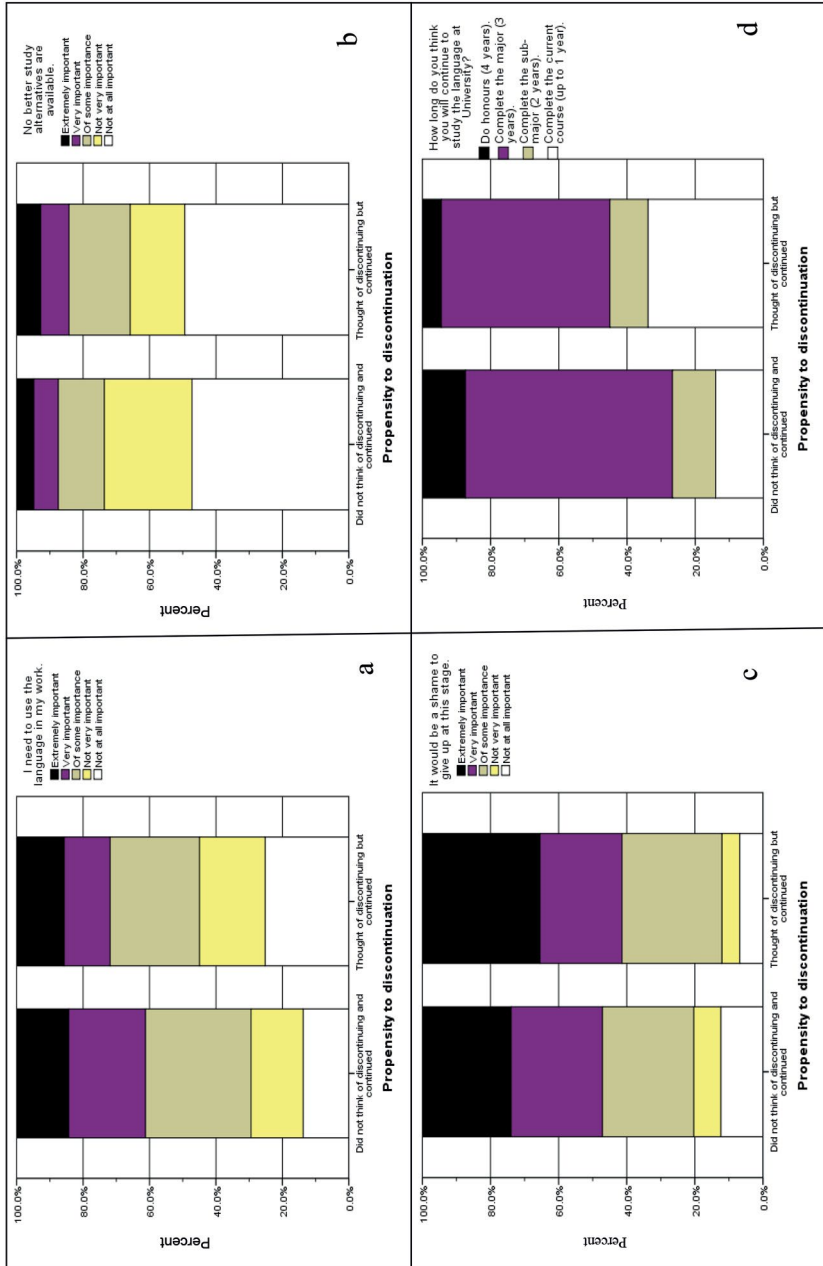 I need to use the
language in my work.
Extremely important
Very important
Of some importance
Not very important
Not at all important
100.0%
80.0%
60.0%
40.0%
20.0%
0.0%
Percent
Did not think of discontinuing and
continued
Thought of discontinuing but
continued
Propensity to discontinuation
a
No better study
alternatives are
available.
Extremely important
Very important
Of some importance
Not very important
Not at all important
100.0%
80.0%
60.0%
40.0%
20.0%
0.0%
Percent
Did not think of discontinuing and
continued
Thought of discontinuing but
continued
Propensity to discontinuation
b
It would be a shame to
give up at this stage.
Extremely important
Very important
Of some importance
Not very important
Not at all important
100.0%
80.0%
60.0%
40.0%
20.0%
0.0%
Percent
Did not think of discontinuing and
continued
Thought of discontinuing but
continued
Propensity to discontinuation
c
How long do you think
you will continue to
study the language at
University?
Do honours (4 years).
Complete the major (3
years).
Complete the sub-
major (2 years).
Complete the current
course (up to 1 year).
100.0%
80.0%
60.0%
40.0%
20.0%
0.0%
Percent
Did not think of discontinuing and
continued
Thought of discontinuing but
continued
Propensity to discontinuation
d